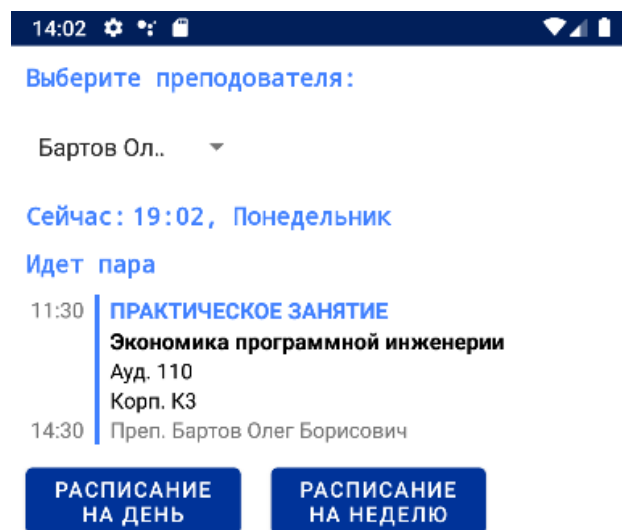 14:02
Выберите преподователя:
Бартов Ол..
Сейчас: 19:02, Понедельник
Идет пара
11:30 ПРАКТИЧЕСКОЕ ЗАНЯТИЕ
Экономика программной инженерии
Ауд. 110
Корп. К3
14:30 Преп. Бартов Олег Борисович
РАСПИСАНИЕ НА ДЕНЬ
РАСПИСАНИЕ НА НЕДЕЛЮ